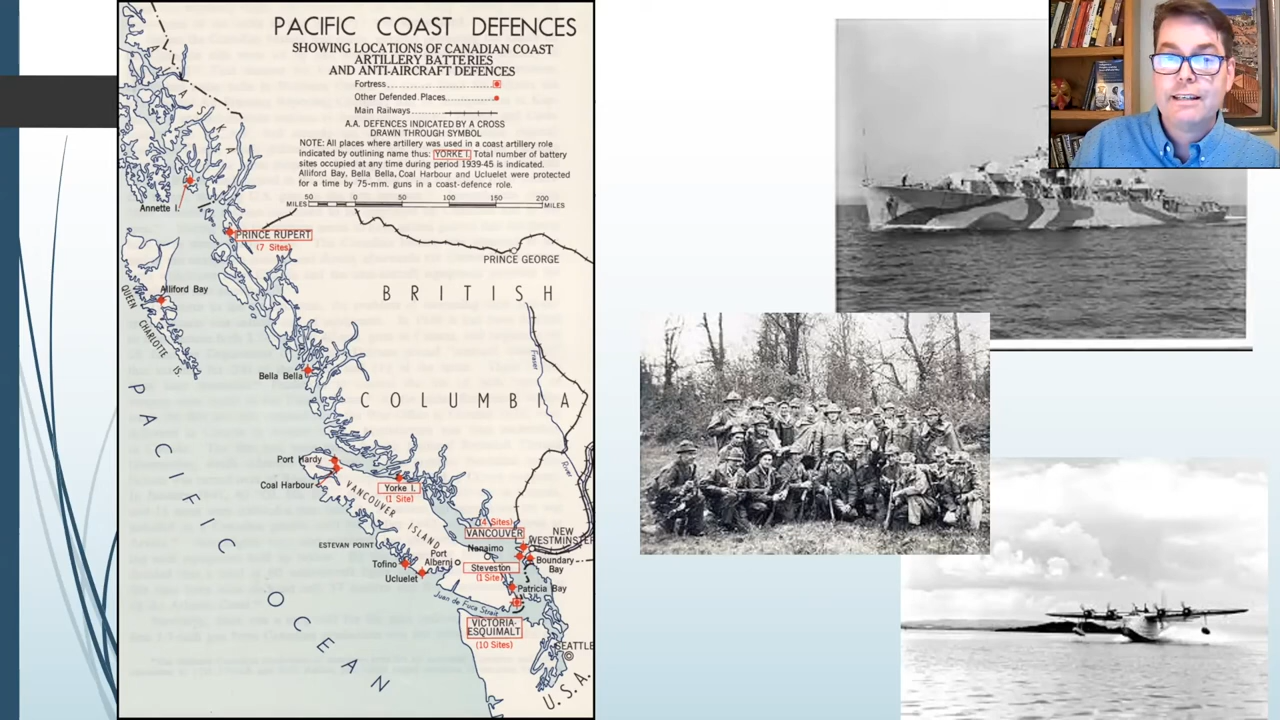 PACIFIC COAST DEFENCES
SHOWING LOCATIONS OF CANADIAN COAST
ARTILLERY BATTERIES
AND ANTI-AIRCRAFT DEFENCES
Fortress
Other Defended Places
Main Railways
A.A. DEFENCES INDICATED BY A CROSS
DRAWN THROUGH SYMBOL
NOTE: All places where artillery was used in a coast artillery role
indicated by outlining name thus: YORKE I. Total number of battery
sites occupied at any time during period 1939-45 is indicated.
Alliford Bay, Bella Bella, Coal Harbour and Ucluelet were protected
for a time by 75-mm. guns in a coast-defence role.
MILES 50 0 50 100 150 200 MILES
Annette I.
PRINCE RUPERT
(7 Sites)
PRINCE GEORGE
Alliford Bay
QUEEN CHARLOTTE IS.
BRITISH
Fraser
Bella Bella
COLUMBIA
PACIFIC OCEAN
Port Hardy
Coal Harbour
Yorke I.
(1 Site)
River
VANCOUVER ISLAND
(4 Sites)
VANCOUVER
NEW
WESTMINSTER
ESTEVAN POINT
Nanaimo
Port
Alberni
Tofino
Ucluelet
Steveston
(1 Site)
Boundary
Bay
Patricia Bay
Juan de Fuca Strait
VICTORIA-
ESQUIMALT
(10 Sites)
SEATTLE
U.S.A.